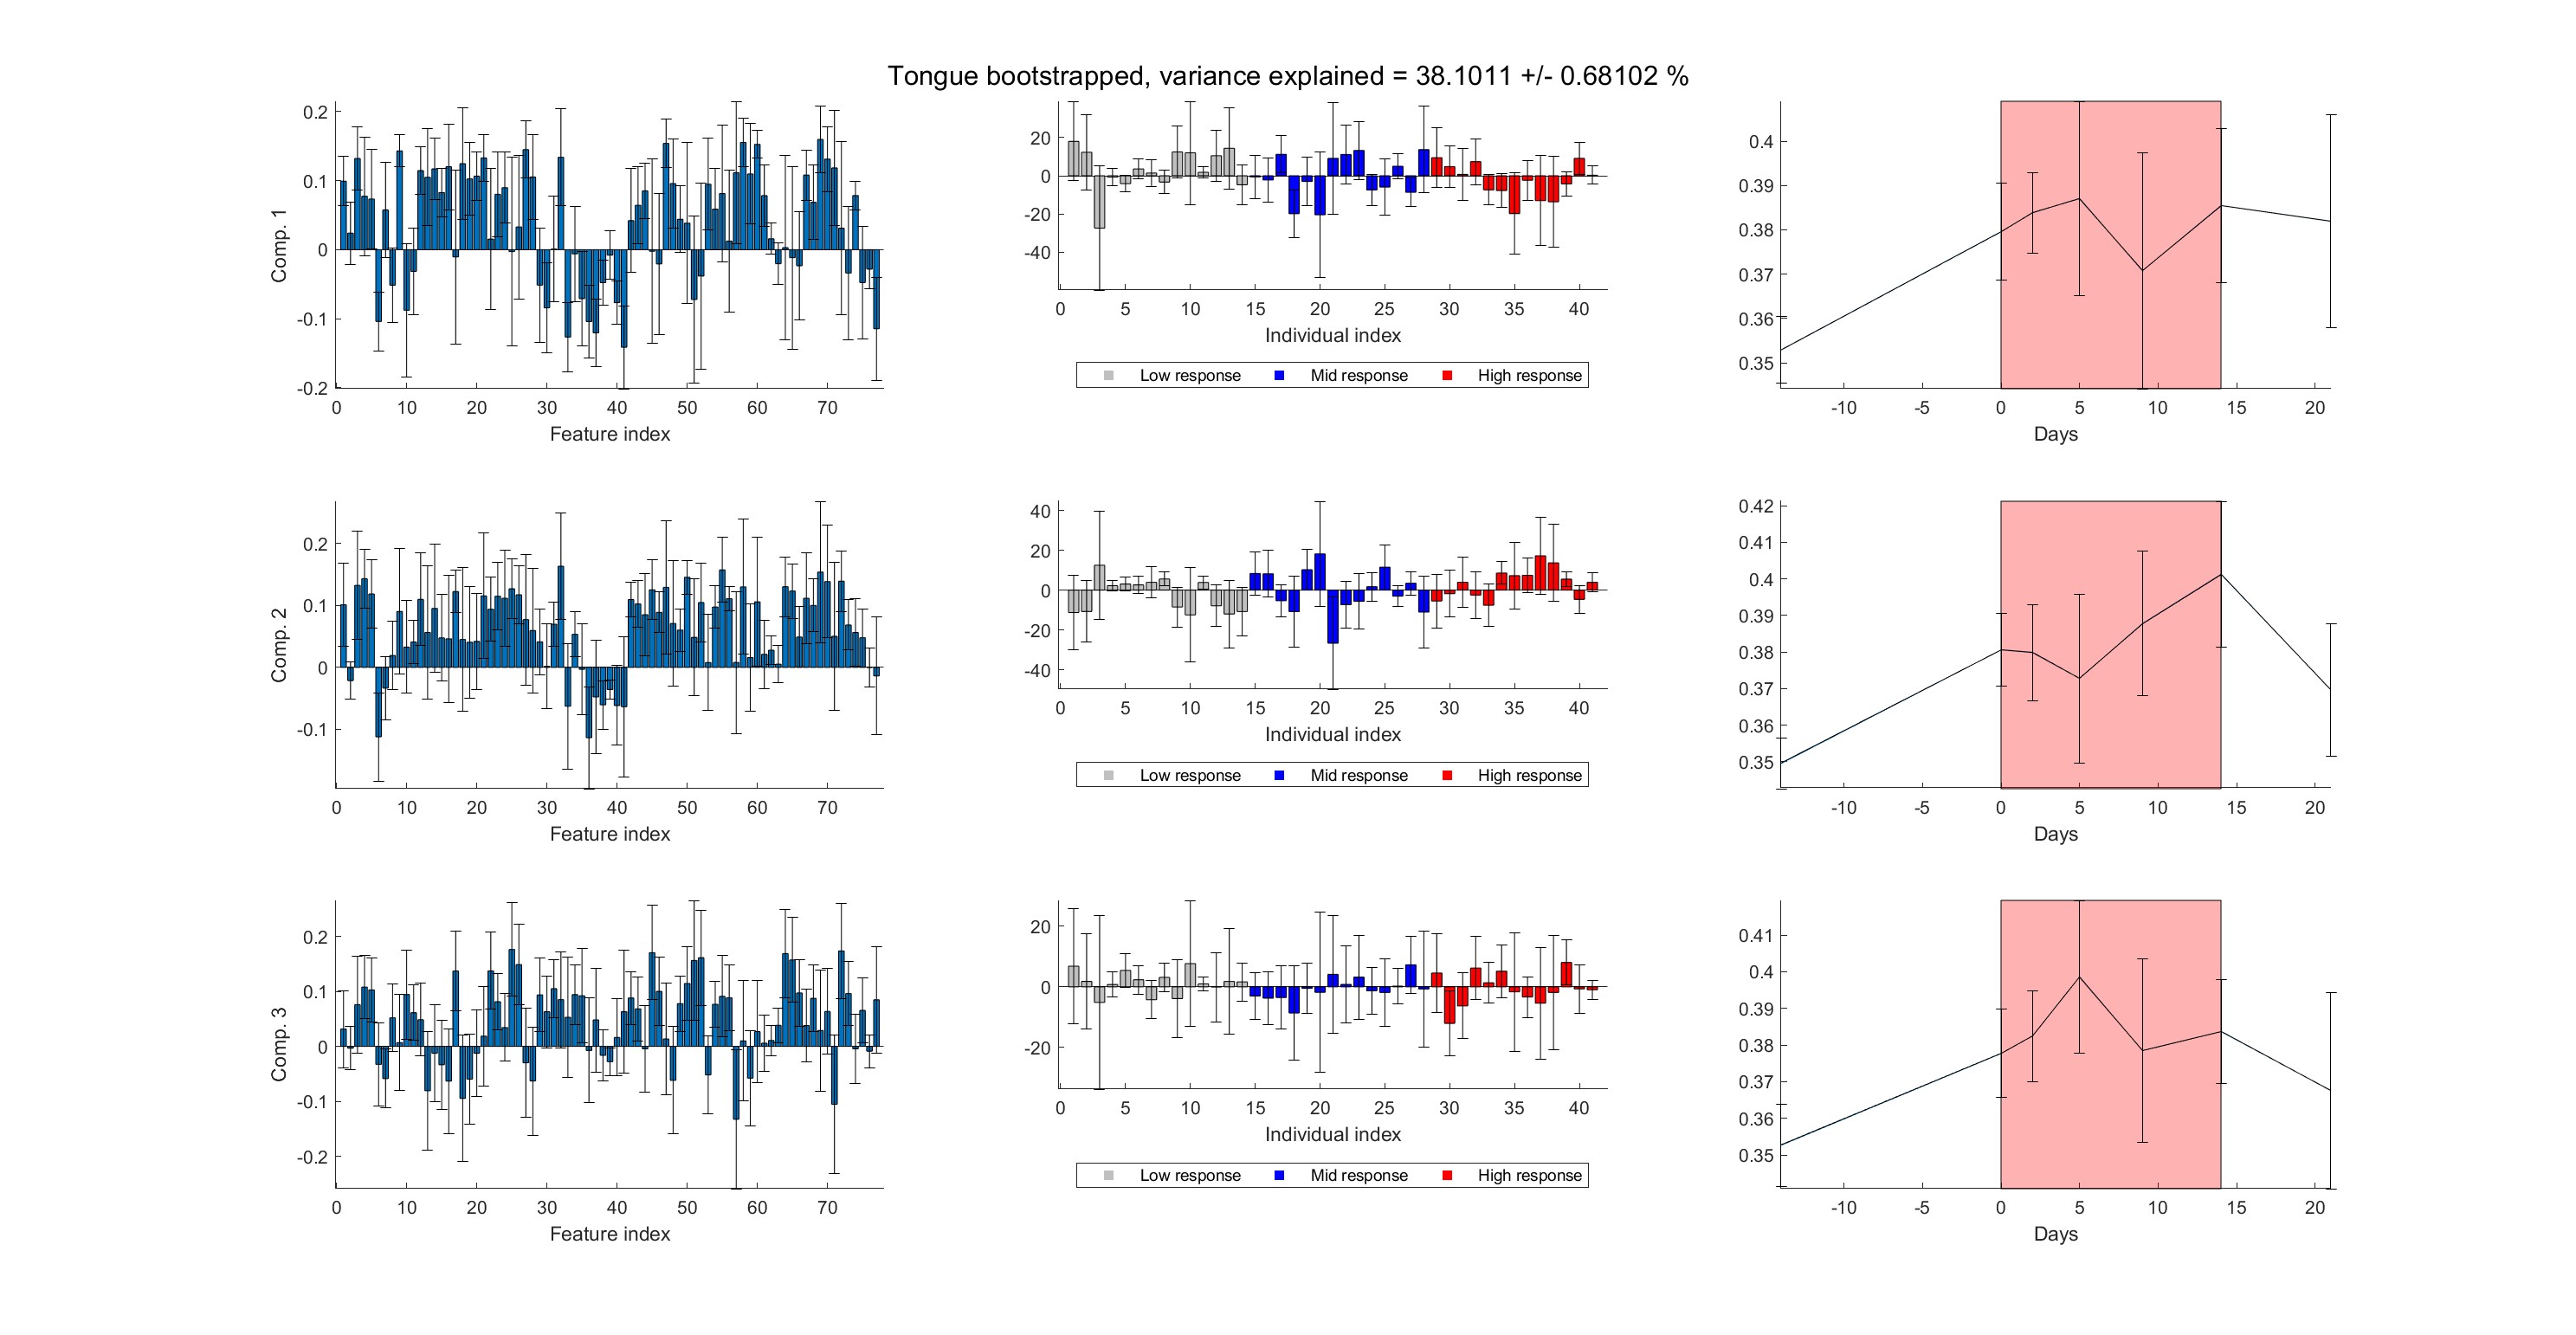 Tongue bootstrapped, variance explained = 38.1011 +/- 0.68102 %
Comp. 1
0.2
0.1
0
-0.1
-0.2
0 10 20 30 40 50 60 70
Feature index
20
0
-20
-40
0 5 10 15 20 25 30 35 40
Individual index
Low response Mid response High response
0.4
0.39
0.38
0.37
0.36
0.35
-10 -5 0 5 10 15 20
Days
Comp. 2
0.2
0.1
0
-0.1
0 10 20 30 40 50 60 70
Feature index
40
20
0
-20
-40
0 5 10 15 20 25 30 35 40
Individual index
Low response Mid response High response
0.42
0.41
0.4
0.39
0.38
0.37
0.36
0.35
-10 -5 0 5 10 15 20
Days
Comp. 3
0.2
0.1
0
-0.1
-0.2
0 10 20 30 40 50 60 70
Feature index
20
0
-20
0 5 10 15 20 25 30 35 40
Individual index
Low response Mid response High response
0.41
0.4
0.39
0.38
0.37
0.36
0.35
-10 -5 0 5 10 15 20
Days